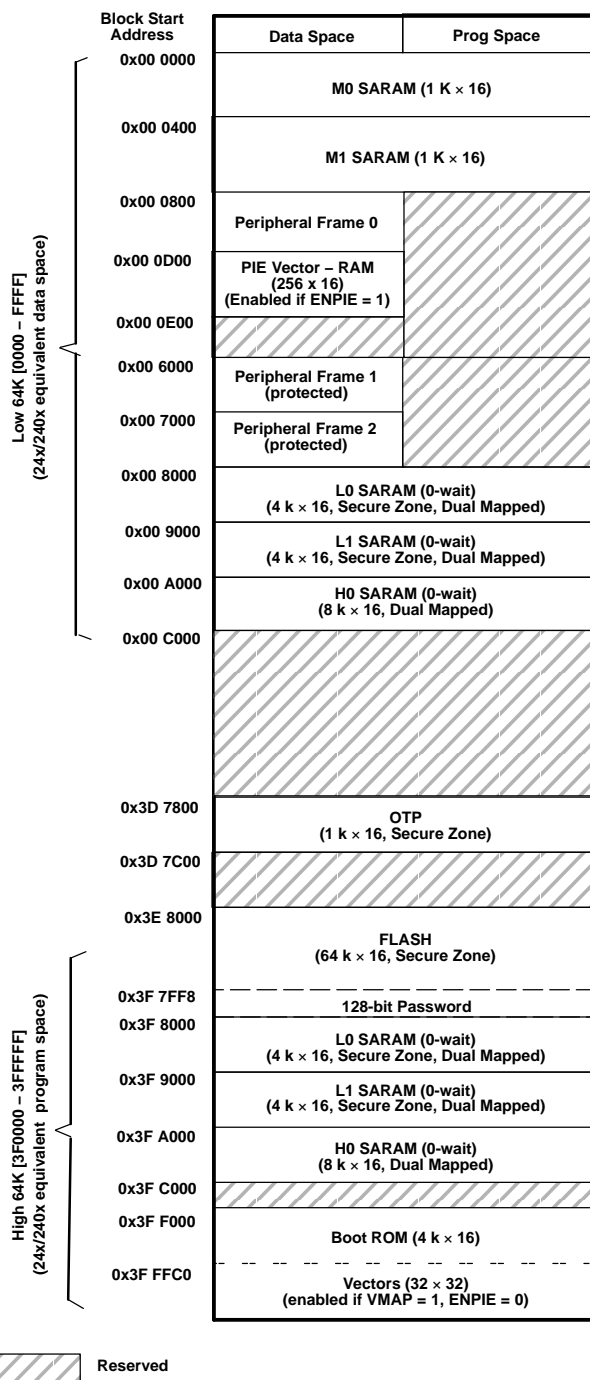 Block Start
Address
Data Space
Prog Space
0x00 0000
M0 SARAM (1 K × 16)
0x00 0400
M1 SARAM (1 K × 16)
0x00 0800
Peripheral Frame 0
0x00 0D00
PIE Vector – RAM
(256 x 16)
(Enabled if ENPIE = 1)
0x00 0E00
0x00 6000
Peripheral Frame 1
(protected)
0x00 7000
Peripheral Frame 2
(protected)
0x00 8000
L0 SARAM (0-wait)
(4 k × 16, Secure Zone, Dual Mapped)
0x00 9000
L1 SARAM (0-wait)
(4 k × 16, Secure Zone, Dual Mapped)
0x00 A000
H0 SARAM (0-wait)
(8 k × 16, Dual Mapped)
0x00 C000
Low 64K [0000 – FFFF]
(24x/240x equivalent data space)
0x3D 7800
OTP
(1 k × 16, Secure Zone)
0x3D 7C00
0x3E 8000
FLASH
(64 k × 16, Secure Zone)
0x3F 7FF8
128-bit Password
0x3F 8000
L0 SARAM (0-wait)
(4 k × 16, Secure Zone, Dual Mapped)
0x3F 9000
L1 SARAM (0-wait)
(4 k × 16, Secure Zone, Dual Mapped)
0x3F A000
H0 SARAM (0-wait)
(8 k × 16, Dual Mapped)
0x3F C000
0x3F F000
Boot ROM (4 k × 16)
0x3F FFC0
Vectors (32 × 32)
(enabled if VMAP = 1, ENPIE = 0)
High 64K [3F0000 – 3FFFFF]
(24x/240x equivalent program space)
Reserved